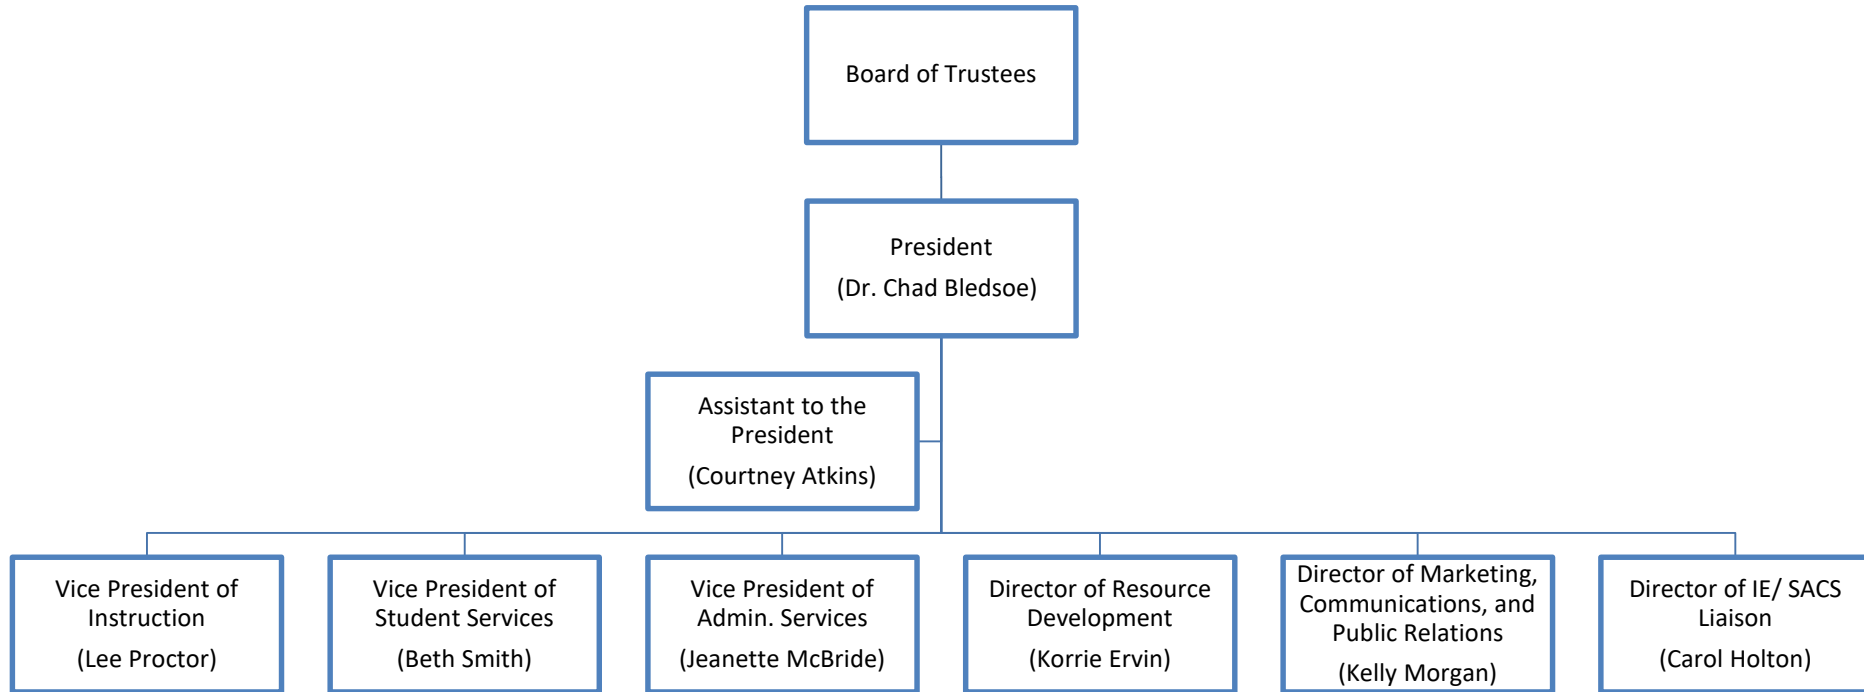 Board of Trustees
President
(Dr. Chad Bledsoe)
Assistant to the
President
(Courtney Atkins)
Vice President of
Instruction
(Lee Proctor)
Vice President of
Student Services
(Beth Smith)
Vice President of
Admin. Services
(Jeanette McBride)
Director of Resource
Development
(Korrie Ervin)
Director of Marketing,
Communications, and
Public Relations
(Kelly Morgan)
Director of IE/ SACS
Liaison
(Carol Holton)